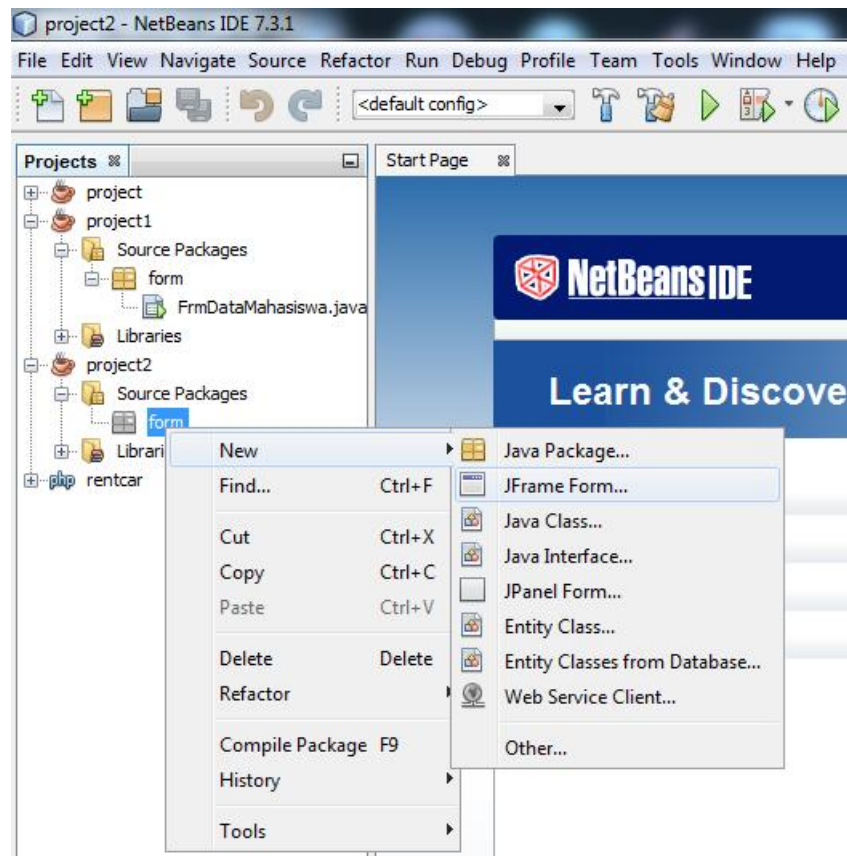 project2 - NetBeans IDE 7.3.1
File Edit View Navigate Source Refactor Run Debug Profile Team Tools Window Help
<default config>
Projects
Start Page
project
project1
Source Packages
form
FrmDataMahasiswa.java
Libraries
project2
Source Packages
form
Librari
php rentcar
NetBeans IDE
Learn & Discove
New
Find... Ctrl+F
Cut Ctrl+X
Copy Ctrl+C
Paste Ctrl+V
Delete Delete
Refactor
Compile Package F9
History
Tools
Java Package...
JFrame Form...
Java Class...
Java Interface...
JPanel Form...
Entity Class...
Entity Classes from Database...
Web Service Client...
Other...